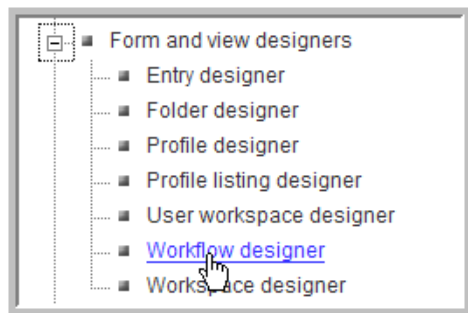 Form and view designers
Entry designer
Folder designer
Profile designer
Profile listing designer
User workspace designer
Workflow designer
Workspace designer